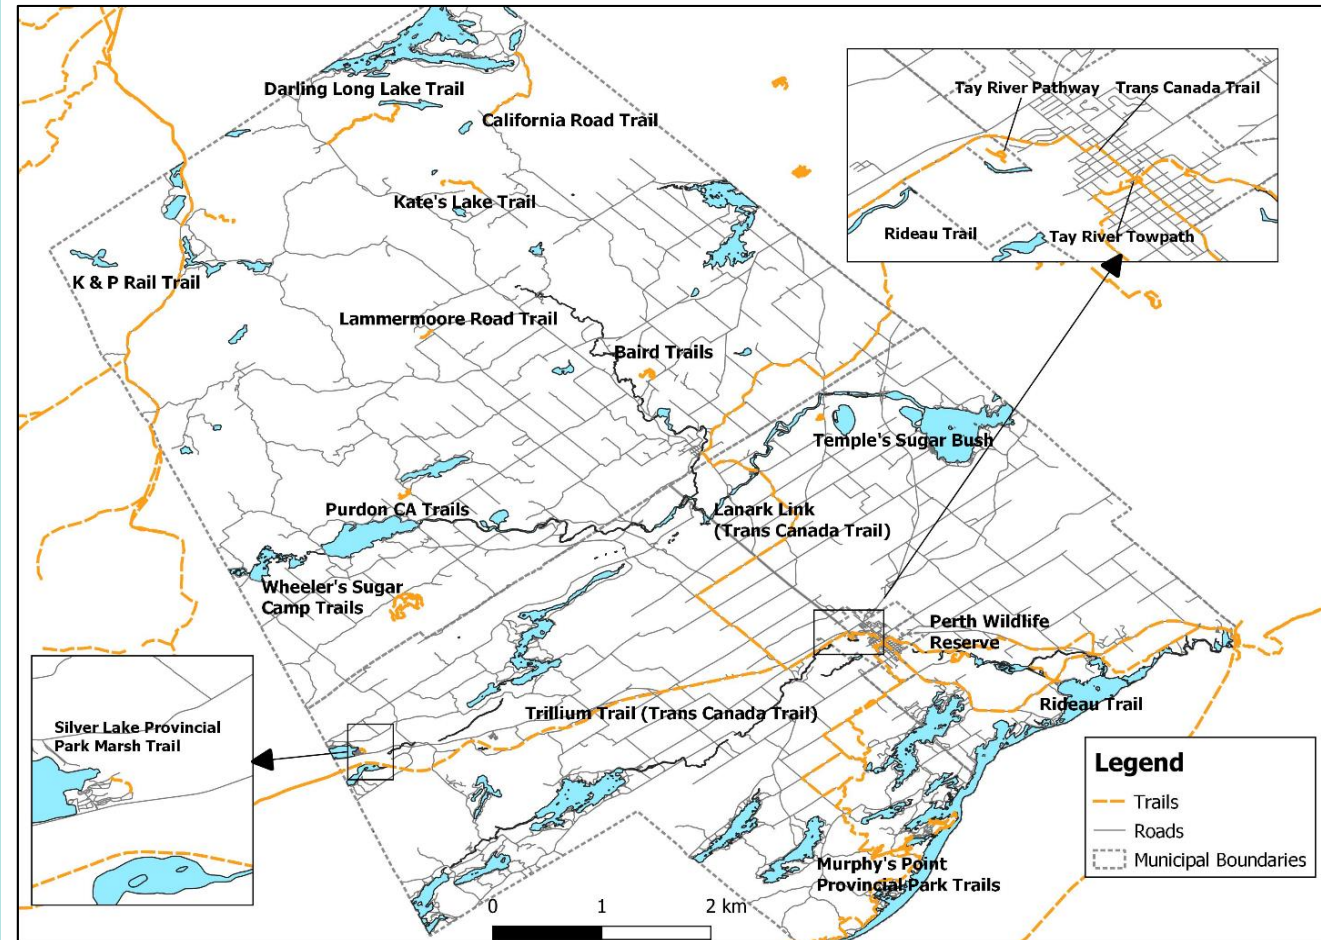 Darling Long Lake Trail
California Road Trail
Kate's Lake Trail
K & P Rail Trail
Lammermoore Road Trail
Baird Trails
Tay River Pathway
Trans Canada Trail
Rideau Trail
Tay River Towpath
Temple's Sugar Bush
Purdon CA Trails
Lanark Link
(Trans Canada Trail)
Wheeler's Sugar
Camp Trails
Perth Wildlife
Reserve
Rideau Trail
Trillium Trail (Trans Canada Trail)
Silver Lake Provincial
Park Marsh Trail
Murphy's Point
Provincial Park Trails
Legend
Trails
Roads
Municipal Boundaries
0 1 2 km